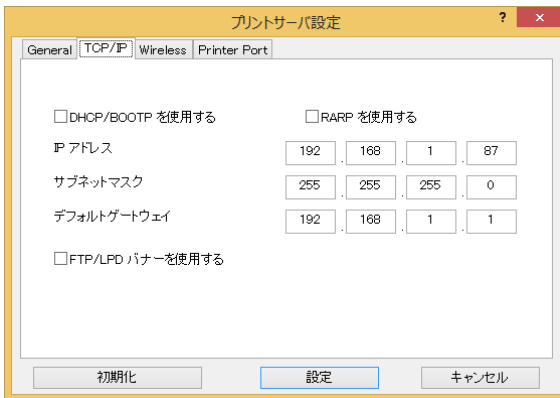 プリントサーバ設定 ? ×
General TCP/IP Wireless Printer Port
DHCP/BOOTP を使用する RARP を使用する
IP アドレス 192 . 168 . 1 . 87
サブネットマスク 255 . 255 . 255 . 0
デフォルトゲートウェイ 192 . 168 . 1 . 1
FTP/LPD バナーを使用する
初期化 設定 キャンセル